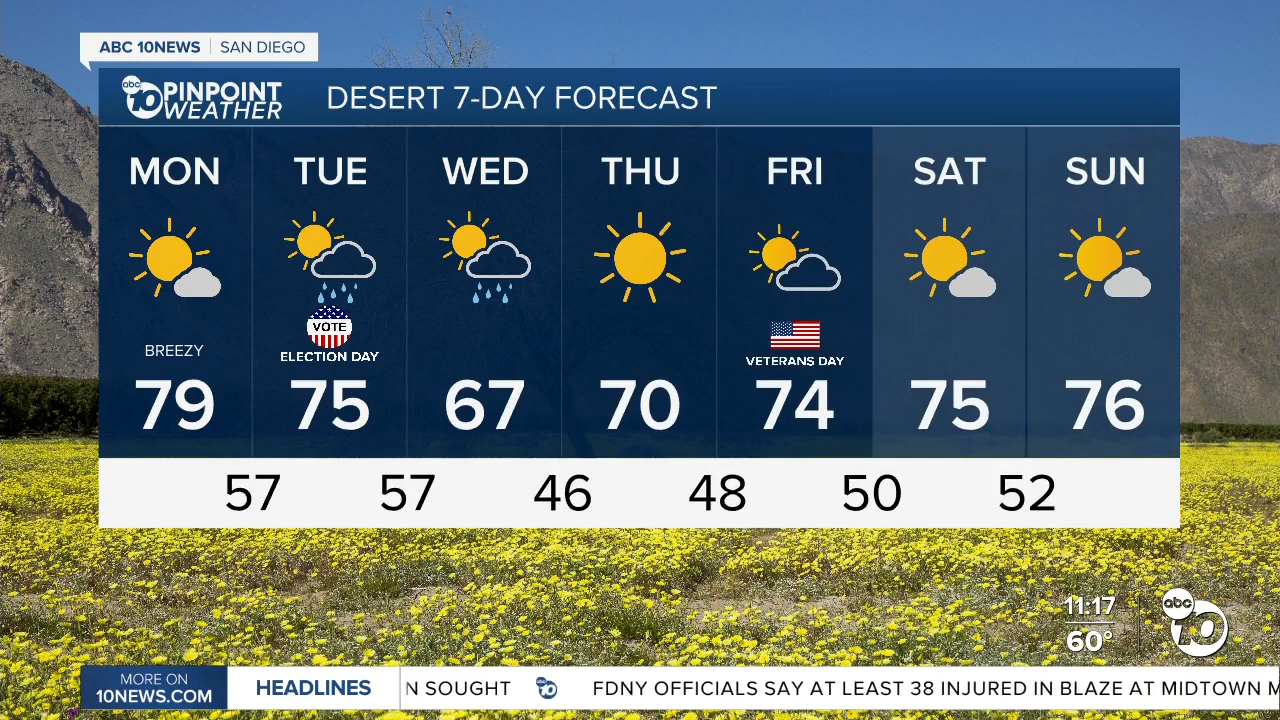 ABC 10NEWS | SAN DIEGO
abc 10 PINPOINT WEATHER
DESERT 7-DAY FORECAST
MON TUE WED THU FRI SAT SUN
VOTE
BREEZY ELECTION DAY VETERANS DAY
79 75 67 70 74 75 76
57 57 46 48 50 52
11:17
60°
abc 10
MORE ON
10NEWS.COM
HEADLINES
N SOUGHT abc 10 FDNY OFFICIALS SAY AT LEAST 38 INJURED IN BLAZE AT MIDTOWN M